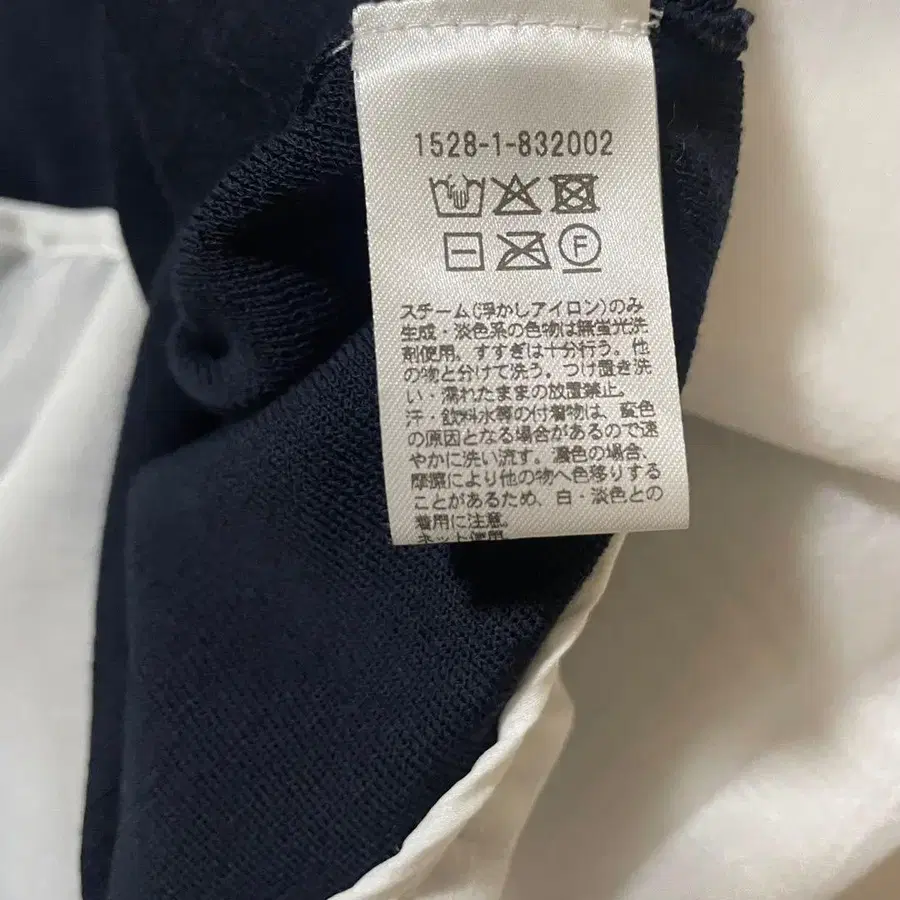 1528-1-832002
F
スチーム(浮かしアイロン)のみ
生成・淡色系の色物は無蛍光洗
剤使用。すすぎは十分行う。他
の物と分けて洗う。つけ置き洗
い・濡れたままの放置禁止。
汗・飲料水等の付着物は、変色
の原因となる場合があるので速
やかに洗い流す。濃色の場合、
摩擦により他の物へ色移りする
ことがあるため、白・淡色との
着用に注意。
ネット使用